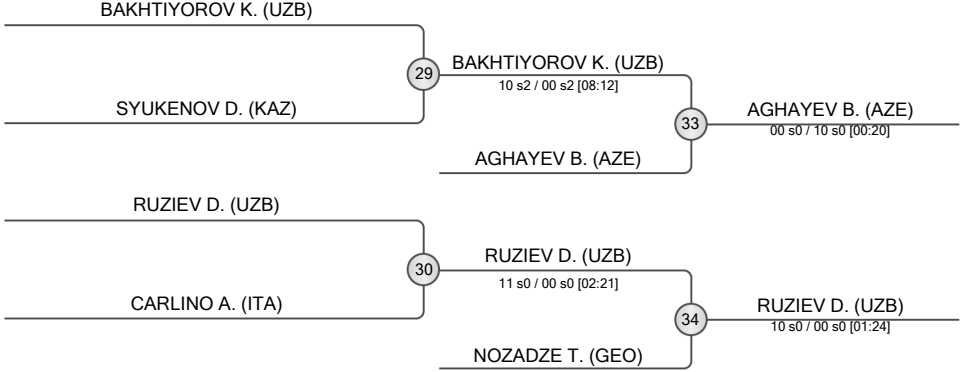 BAKHTIYOROV K. (UZB)
29
BAKHTIYOROV K. (UZB)
10 s2 / 00 s2 [08:12]
SYUKENOV D. (KAZ)
33
AGHAYEV B. (AZE)
00 s0 / 10 s0 [00:20]
AGHAYEV B. (AZE)
RUZIEV D. (UZB)
30
RUZIEV D. (UZB)
11 s0 / 00 s0 [02:21]
CARLINO A. (ITA)
34
RUZIEV D. (UZB)
10 s0 / 00 s0 [01:24]
NOZADZE T. (GEO)